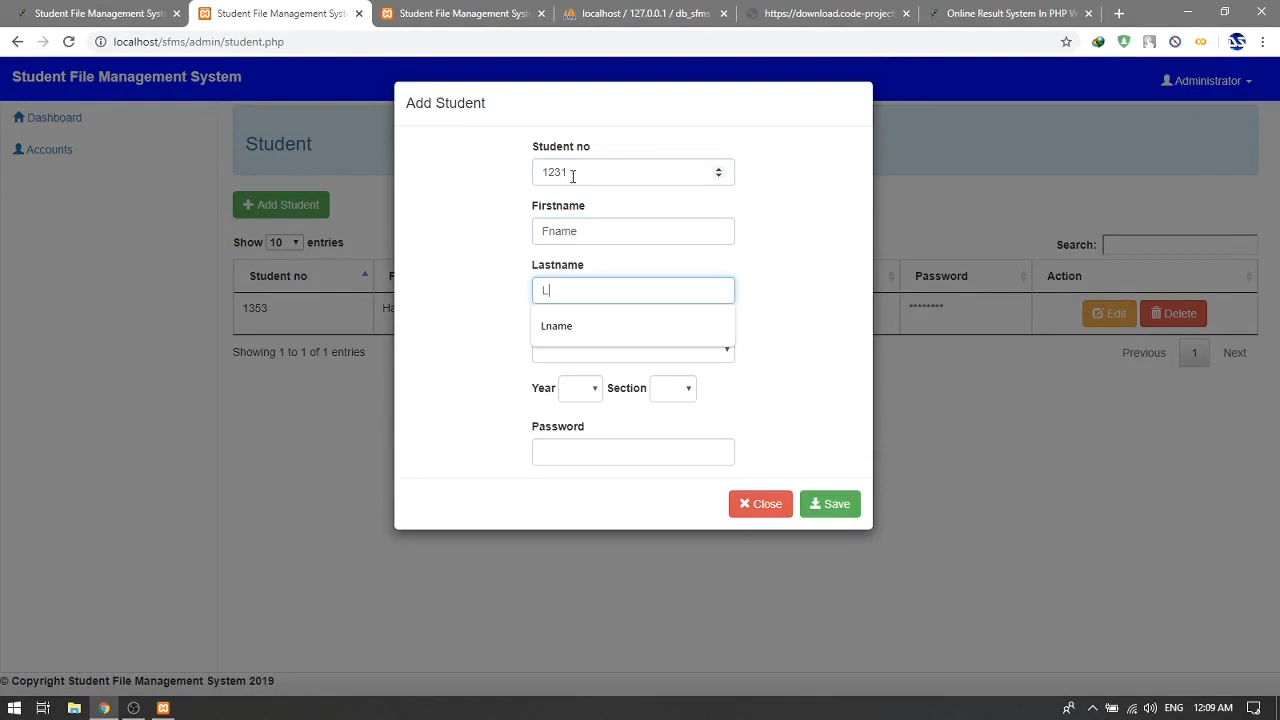 Student File Management Syst
Student File Management Syst
Student File Management Syst
localhost / 127.0.0.1 / db_sfms
https://download.code-project
Online Result System In PHP W
localhost/sfms/admin/student.php
Student File Management System
Administrator
Dashboard
Accounts
Student
Add Student
Show 10 entries
Search:
Student no
F
Password
Action
1353
Ha
********
Edit
Delete
Showing 1 to 1 of 1 entries
Previous 1 Next
Add Student
Student no
1231
Firstname
Fname
Lastname
L
Lname
Year
Section
Password
Close
Save
© Copyright Student File Management System 2019
ENG
12:09 AM